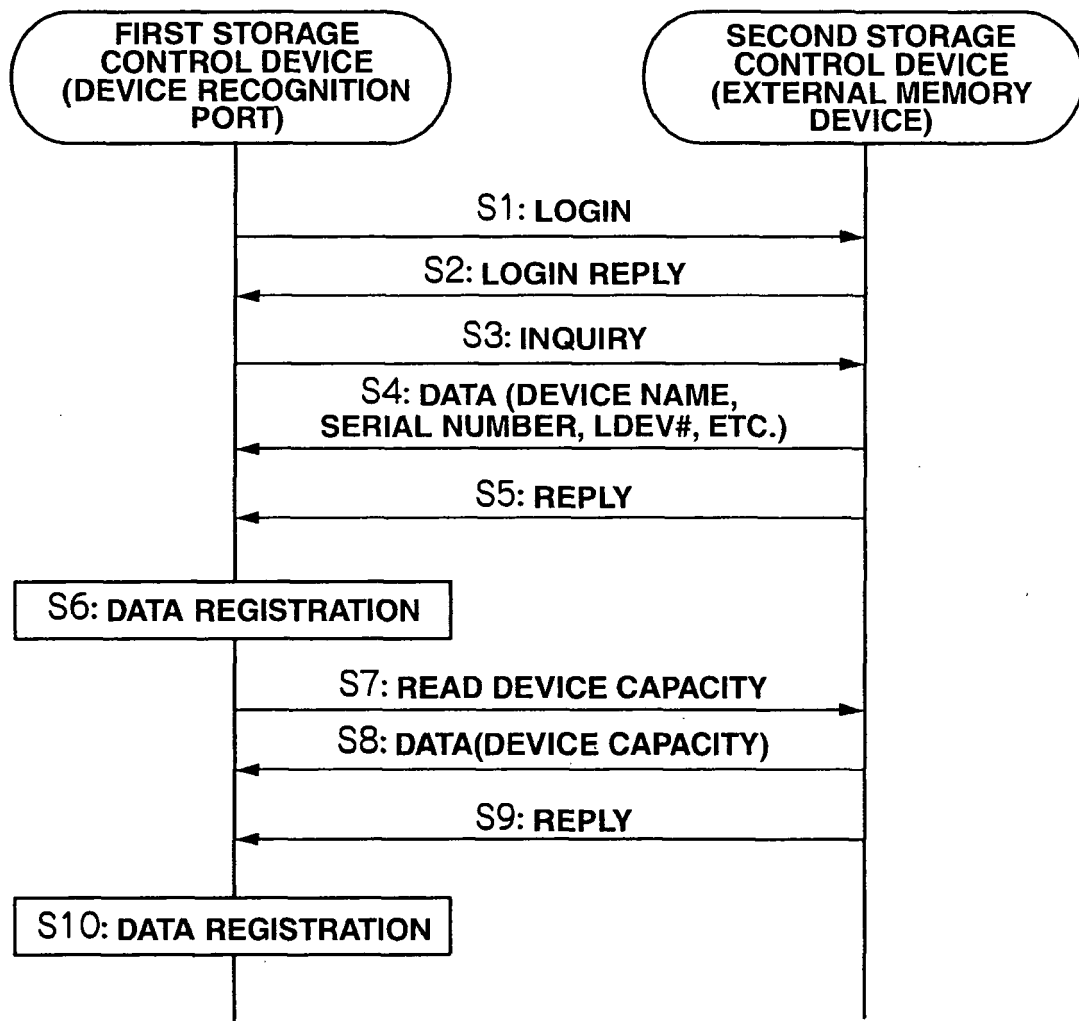 FIRST STORAGE
CONTROL DEVICE
(DEVICE RECOGNITION
PORT)
SECOND STORAGE
CONTROL DEVICE
(EXTERNAL MEMORY
DEVICE)
S1: LOGIN
S2: LOGIN REPLY
S3: INQUIRY
S4: DATA (DEVICE NAME,
SERIAL NUMBER, LDEV#, ETC.)
S5: REPLY
S6: DATA REGISTRATION
S7: READ DEVICE CAPACITY
S8: DATA(DEVICE CAPACITY)
S9: REPLY
S10: DATA REGISTRATION